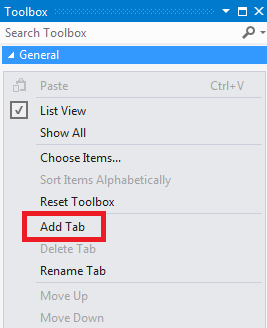 Toolbox
Search Toolbox
General
Paste Ctrl+V
List View
Show All
Choose Items...
Sort Items Alphabetically
Reset Toolbox
Add Tab
Delete Tab
Rename Tab
Move Up
Move Down